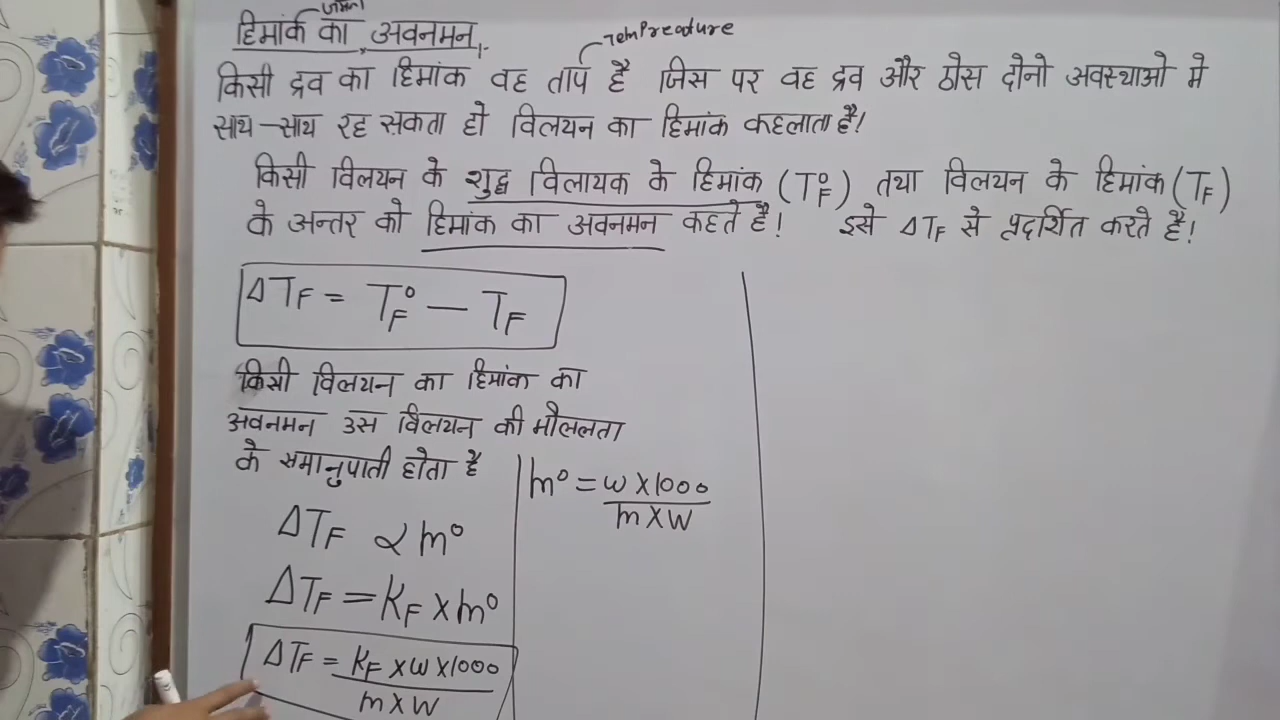 हिमांक का अवनमन
Tempreature
किसी द्रव का हिमांक वह ताप है जिस पर वह द्रव और ठोस दोनो अवस्थाओ मे
साथ-साथ रह सकता हो विलयन का हिमांक कहलाता है!
किसी विलयन के शुद्ध विलायक के हिमांक (T°F) तथा विलयन के हिमांक (TF)
के अन्तर को हिमांक का अवनमन कहते है! इसे ΔTF से प्रदर्शित करते है!
ΔTF = T°F – TF
किसी विलयन का हिमांक का
अवनमन उस विलयन की मोललता
के समानुपाती होता है
ΔTF ∝ m°
ΔTF = KF × m°
ΔTF = KF × w × 1000
m × W
m° = w × 1000
m × W